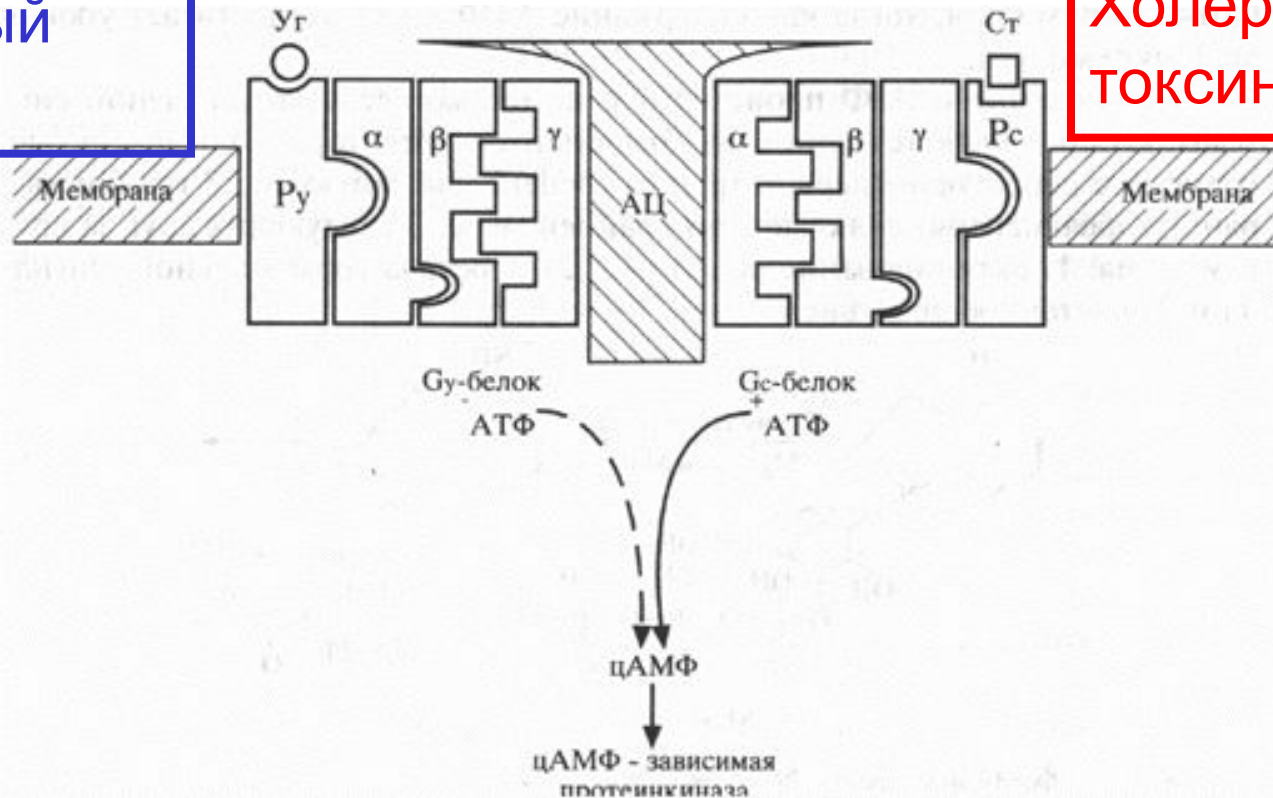 ый
Холер
токсин
Уг
Ст
α β γ
α β γ
Мембрана
Ру
АЦ
Рс
Мембрана
Gу-белок
Gс-белок
-
+
АТФ
АТФ
цАМФ
цАМФ - зависимая
протеинкиназа